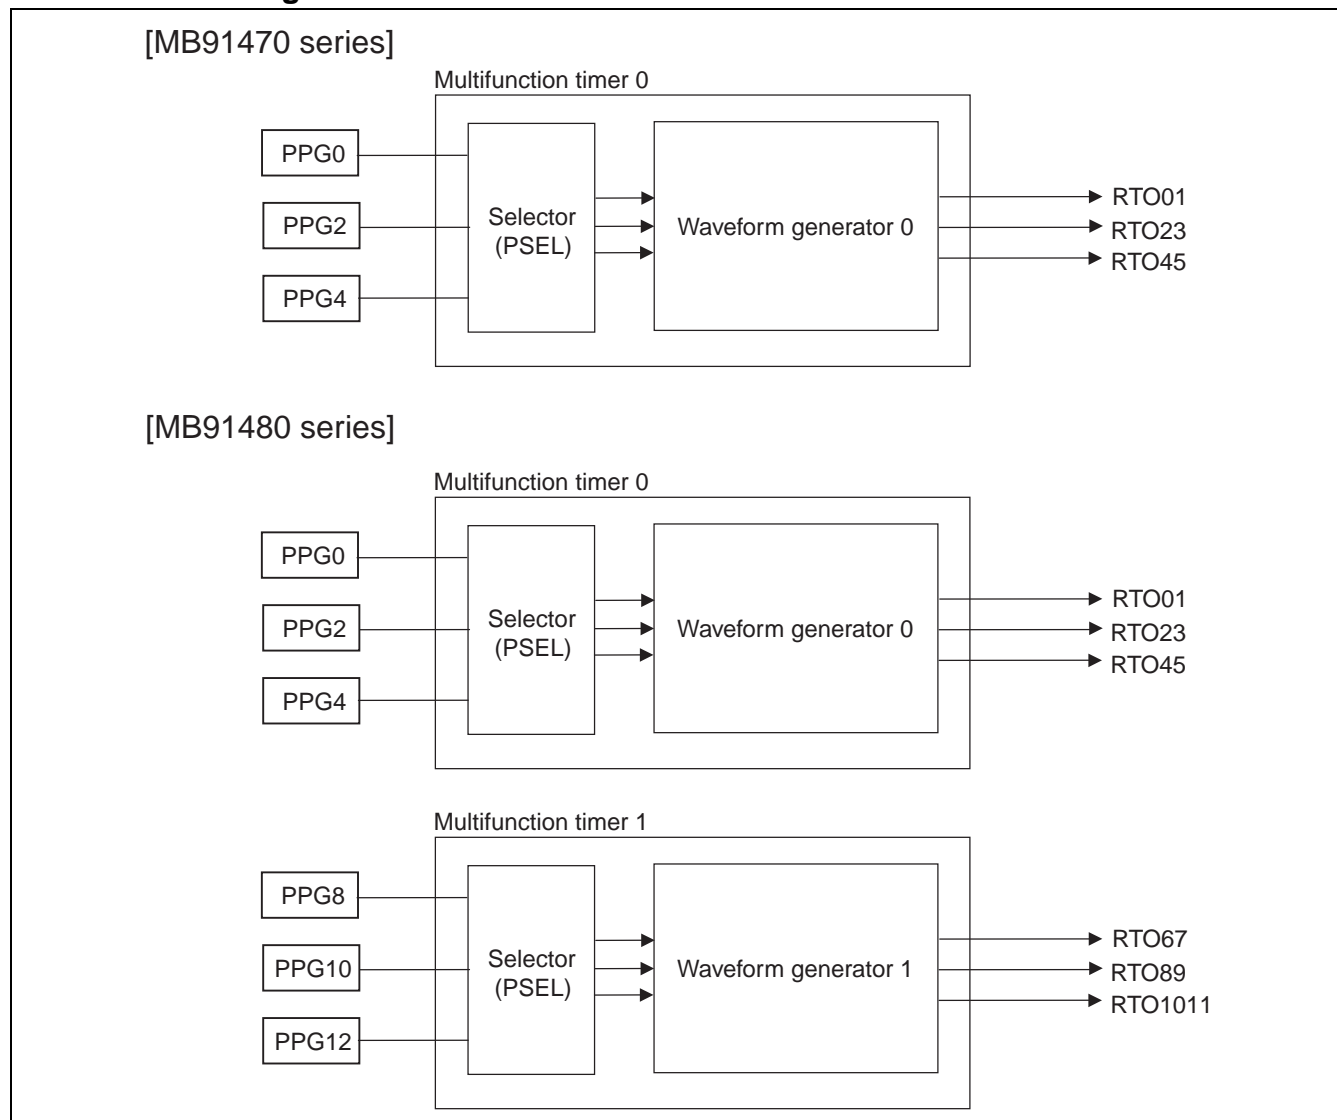 [MB91470 series]
Multifunction timer 0
PPG0
PPG2
PPG4
Selector
(PSEL)
Waveform generator 0
RTO01
RTO23
RTO45
[MB91480 series]
Multifunction timer 0
PPG0
PPG2
PPG4
Selector
(PSEL)
Waveform generator 0
RTO01
RTO23
RTO45
Multifunction timer 1
PPG8
PPG10
PPG12
Selector
(PSEL)
Waveform generator 1
RTO67
RTO89
RTO1011